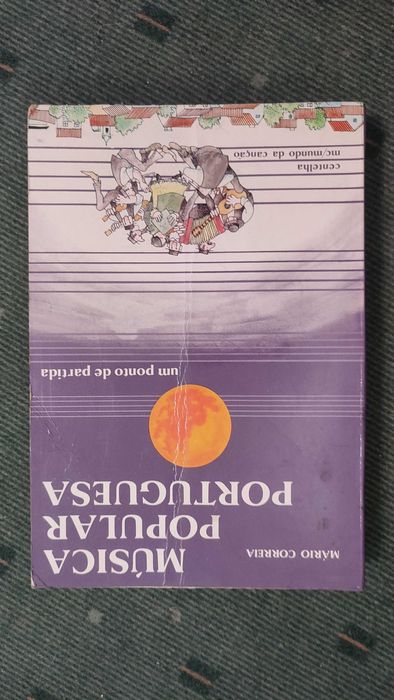 MÁRIO CORREIA
MÚSICA
POPULAR
PORTUGUESA
um ponto de partida
centelha
mc/mundo da canção